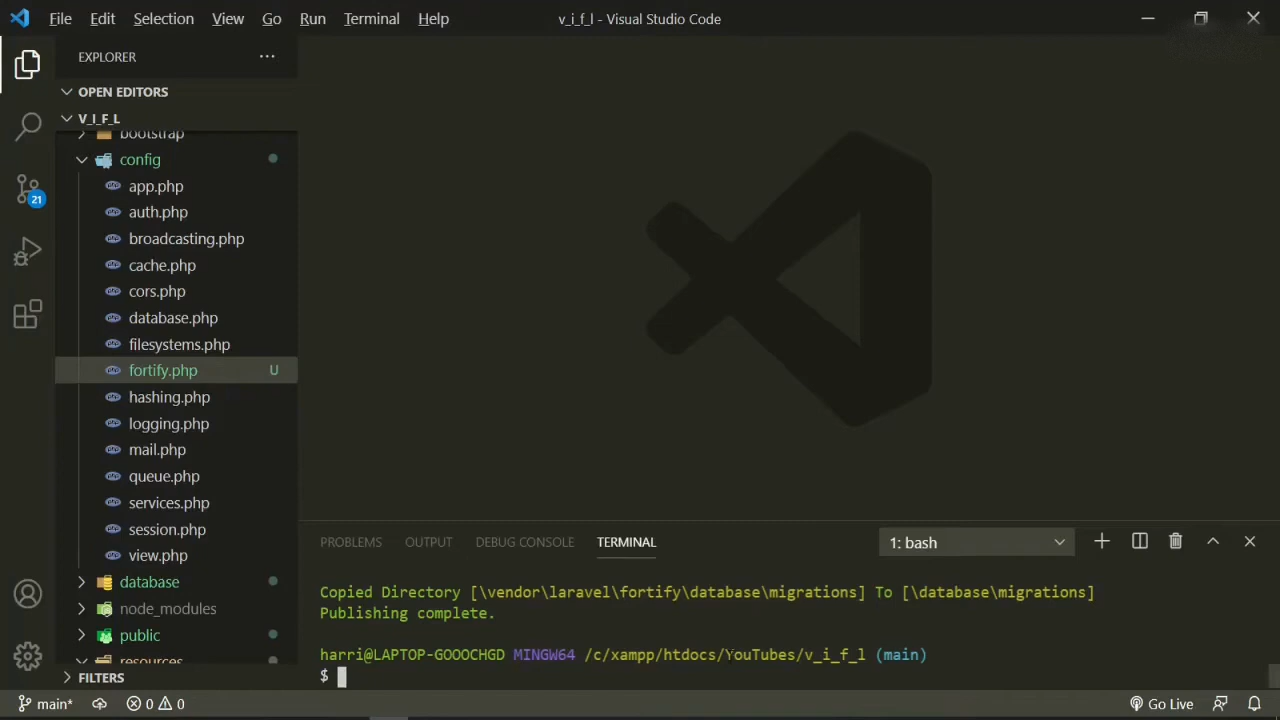 File Edit Selection View Go Run Terminal Help
v_i_f_l - Visual Studio Code
EXPLORER
OPEN EDITORS
V_I_F_L
bootstrap
config
app.php
auth.php
broadcasting.php
cache.php
cors.php
database.php
filesystems.php
fortify.php U
hashing.php
logging.php
mail.php
queue.php
services.php
session.php
view.php
database
node_modules
public
resources
FILTERS
21
PROBLEMS OUTPUT DEBUG CONSOLE TERMINAL
1: bash
Copied Directory [\vendor\laravel\fortify\database\migrations] To [\database\migrations]
Publishing complete.
harri@LAPTOP-GOOOCHGD MINGW64 /c/xampp/htdocs/YouTubes/v_i_f_l (main)
$
main* 0 0
Go Live